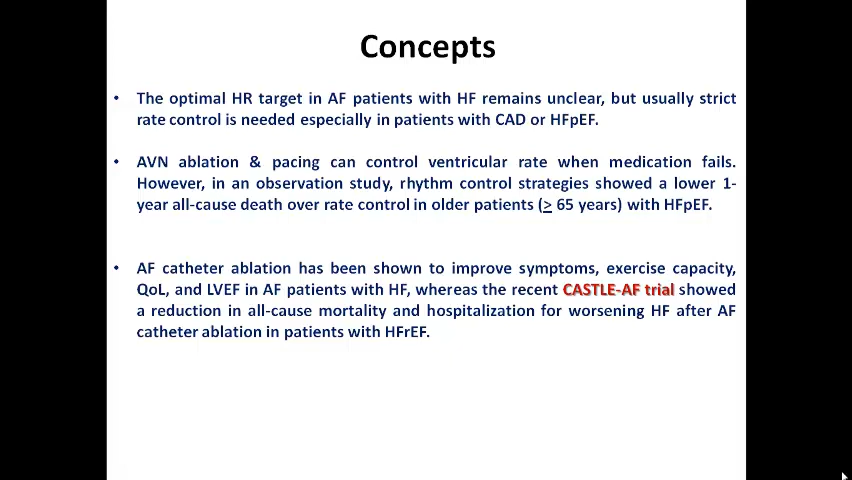 Concepts
• The optimal HR target in AF patients with HF remains unclear, but usually strict
rate control is needed especially in patients with CAD or HFpEF.
• AVN ablation & pacing can control ventricular rate when medication fails.
However, in an observation study, rhythm control strategies showed a lower 1-
year all-cause death over rate control in older patients (≥ 65 years) with HFpEF.
• AF catheter ablation has been shown to improve symptoms, exercise capacity,
QoL, and LVEF in AF patients with HF, whereas the recent CASTLE-AF trial showed
a reduction in all-cause mortality and hospitalization for worsening HF after AF
catheter ablation in patients with HFrEF.